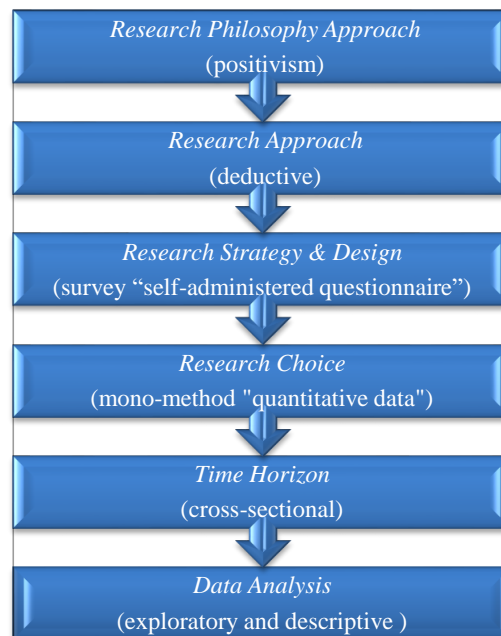 Research Philosophy Approach
(positivism)
Research Approach
(deductive)
Research Strategy & Design
(survey “self-administered questionnaire”)
Research Choice
(mono-method "quantitative data")
Time Horizon
(cross-sectional)
Data Analysis
(exploratory and descriptive )